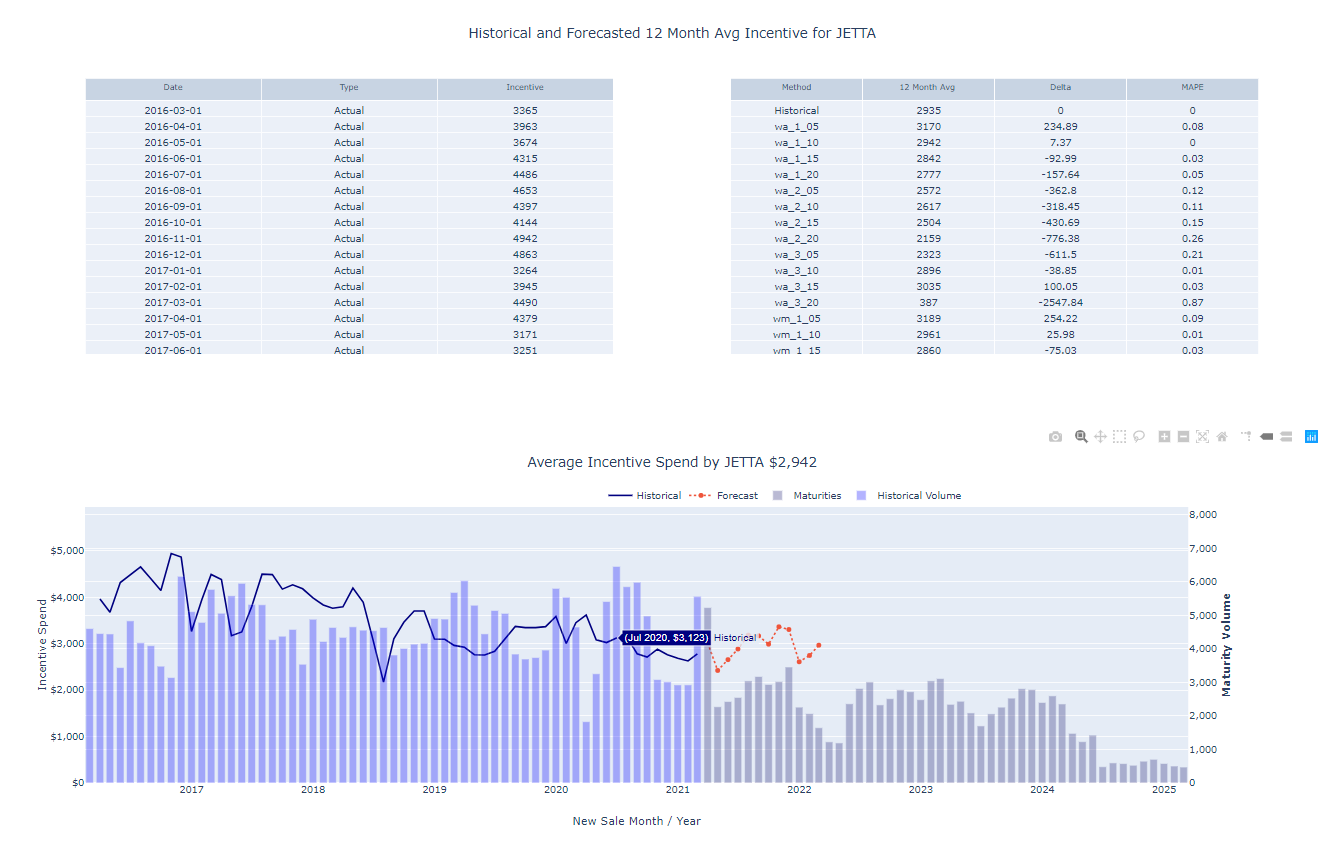 Historical and Forecasted 12 Month Avg Incentive for JETTA
Date Type Incentive
2016-03-01 Actual 3365
2016-04-01 Actual 3963
2016-05-01 Actual 3674
2016-06-01 Actual 4315
2016-07-01 Actual 4486
2016-08-01 Actual 4653
2016-09-01 Actual 4397
2016-10-01 Actual 4144
2016-11-01 Actual 4942
2016-12-01 Actual 4863
2017-01-01 Actual 3264
2017-02-01 Actual 3945
2017-03-01 Actual 4490
2017-04-01 Actual 4379
2017-05-01 Actual 3171
2017-06-01 Actual 3251
Method 12 Month Avg Delta MAPE
Historical 2935 0 0
wa_1_05 3170 234.89 0.08
wa_1_10 2942 7.37 0
wa_1_15 2842 -92.99 0.03
wa_1_20 2777 -157.64 0.05
wa_2_05 2572 -362.8 0.12
wa_2_10 2617 -318.45 0.11
wa_2_15 2504 -430.69 0.15
wa_2_20 2159 -776.38 0.26
wa_3_05 2323 -611.5 0.21
wa_3_10 2896 -38.85 0.01
wa_3_15 3035 100.05 0.03
wa_3_20 387 -2547.84 0.87
wm_1_05 3189 254.22 0.09
wm_1_10 2961 25.98 0.01
wm_1_15 2860 -75.03 0.03
Average Incentive Spend by JETTA $2,942
Historical Forecast Maturities Historical Volume
8,000
7,000
$5,000 6,000
$4,000 5,000
(Jul 2020, $3,123) Historical
$3,000 4,000
3,000
$2,000 2,000
$1,000 1,000
$0 0
Incentive Spend
Maturity Volume
2017 2018 2019 2020 2021 2022 2023 2024 2025
New Sale Month / Year